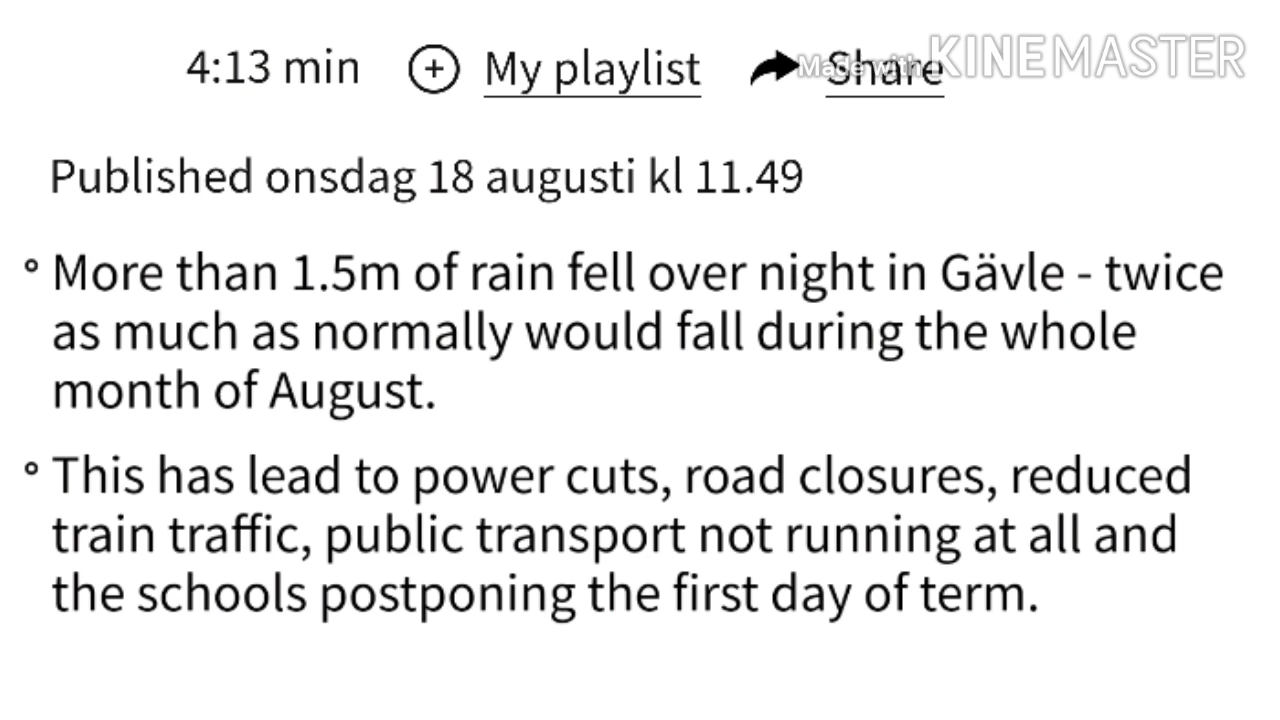 4:13 min My playlist Share
Made with KINEMASTER
Published onsdag 18 augusti kl 11.49
° More than 1.5m of rain fell over night in Gävle - twice
as much as normally would fall during the whole
month of August.
° This has lead to power cuts, road closures, reduced
train traffic, public transport not running at all and
the schools postponing the first day of term.